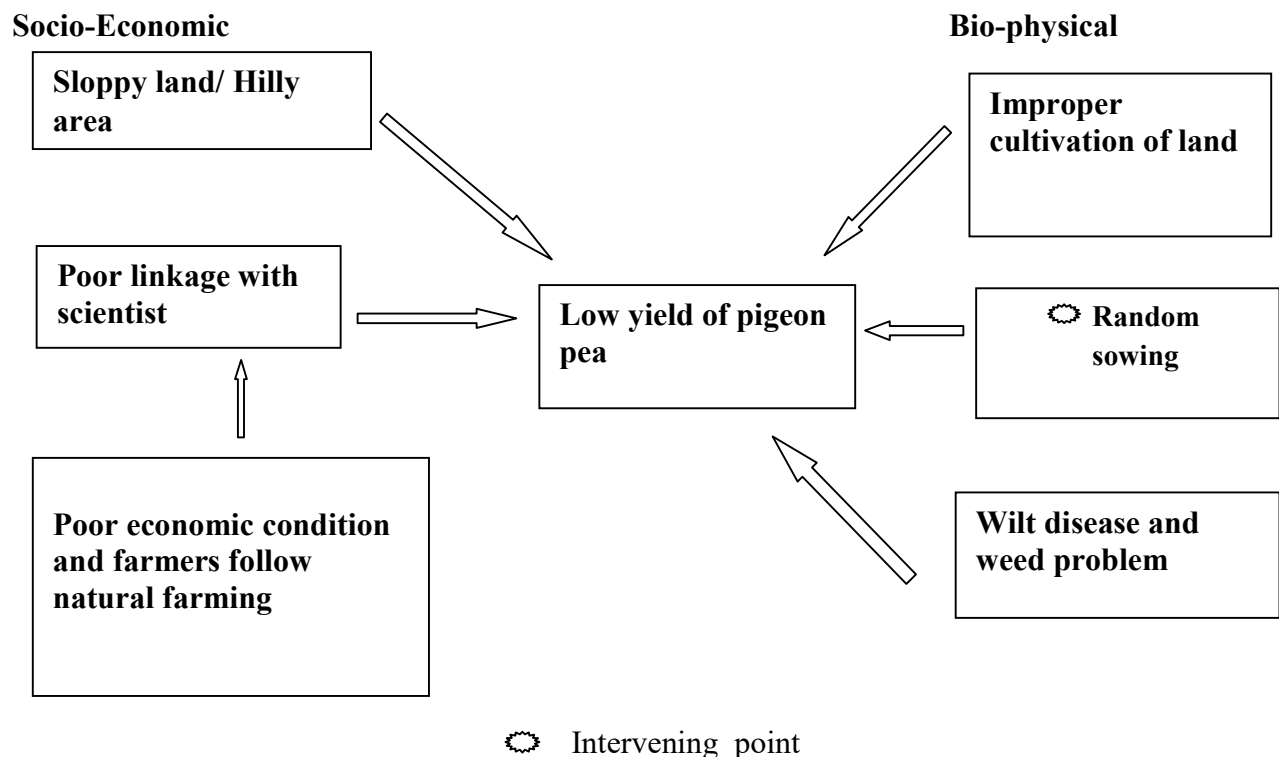 Socio-Economic
Bio-physical
Sloppy land/ Hilly
area
Improper
cultivation of land
Poor linkage with
scientist
Low yield of pigeon
pea
Random
sowing
Poor economic condition
and farmers follow
natural farming
Wilt disease and
weed problem
Intervening point